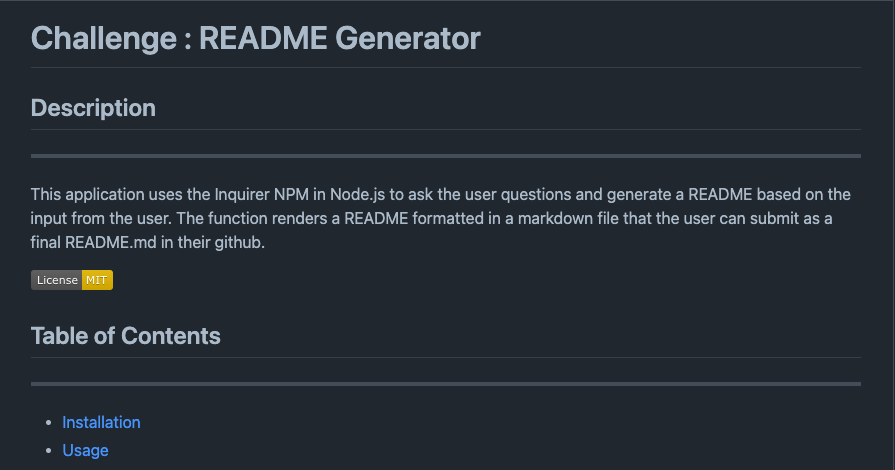 Challenge : README Generator
Description
This application uses the Inquirer NPM in Node.js to ask the user questions and generate a README based on the
input from the user. The function renders a README formatted in a markdown file that the user can submit as a
final README.md in their github.
License MIT
Table of Contents
Installation
Usage